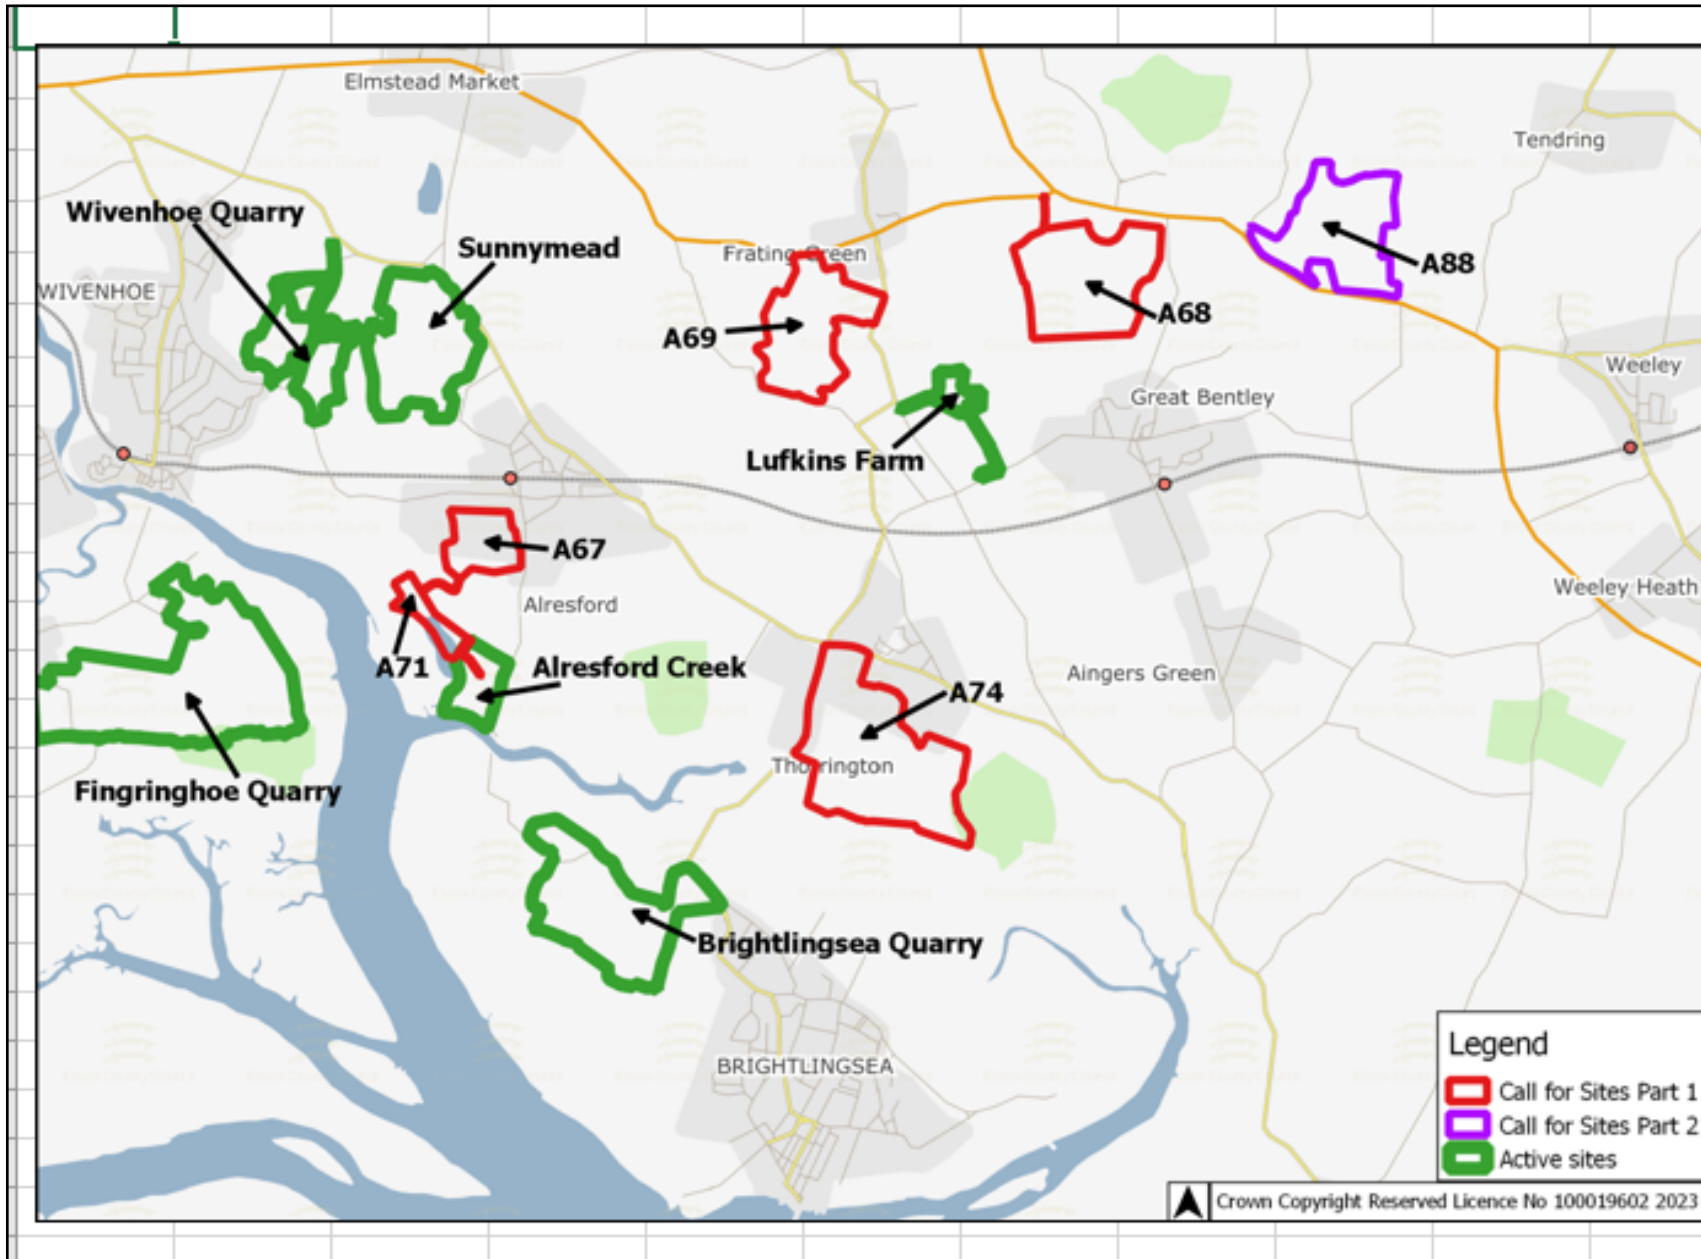 Elmstead Market
Tendring
Wivenhoe Quarry
Sunnymead
Frating Green
A88
WIVENHOE
A69
A68
Weeley
Great Bentley
Lufkins Farm
A67
Weeley Heath
Alresford
A71
Alresford Creek
Aingers Green
A74
Thorrington
Fingringhoe Quarry
Brightlingsea Quarry
BRIGHTLINGSEA
Legend
Call for Sites Part 1
Call for Sites Part 2
Active sites
Crown Copyright Reserved Licence No 100019602 2023